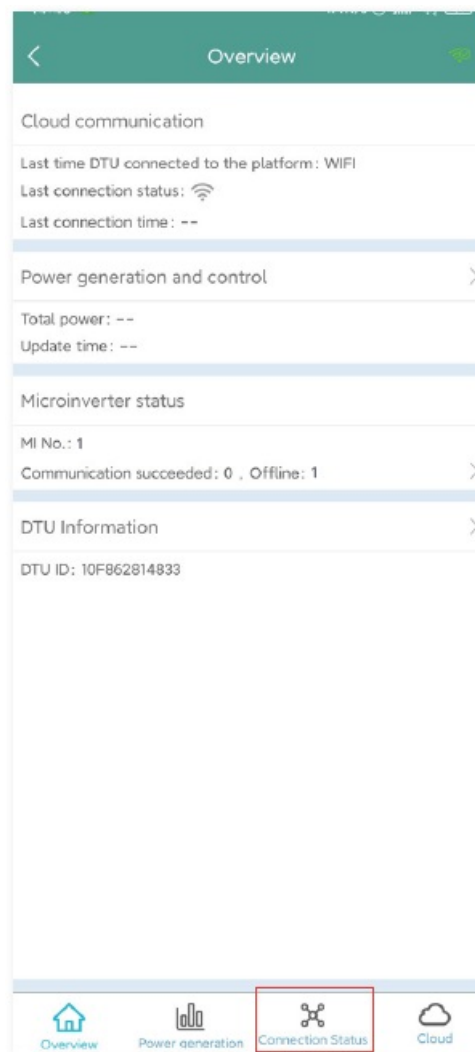 Overview
Cloud communication
Last time DTU connected to the platform: WIFI
Last connection status:
Last connection time: --
Power generation and control
Total power: --
Update time: --
Microinverter status
MI No.: 1
Communication succeeded: 0 , Offline: 1
DTU Information
DTU ID: 10F862814833
Overview
Power generation
Connection Status
Cloud